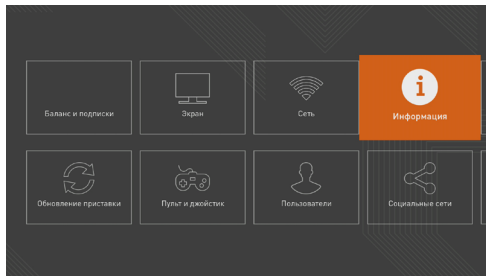 Баланс и подписки
Экран
Сеть
Информация
Обновление приставки
Пульт и джойстик
Пользователи
Социальные сети